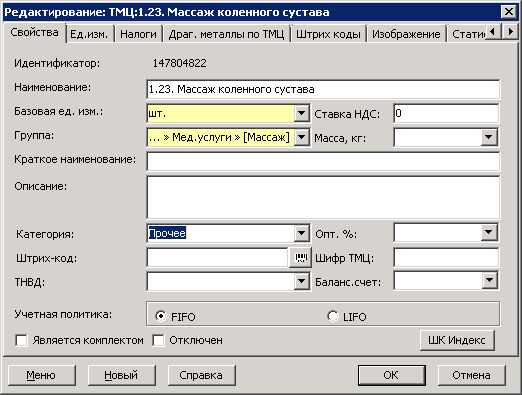 Редактирование: ТМЦ:1.23. Массаж коленного сустава
Свойства Ед.изм. Налоги Драг. металлы по ТМЦ Штрих коды Изображение Статис
Идентификатор: 147804822
Наименование: 1.23. Массаж коленного сустава
Базовая ед. изм.: шт. Ставка НДС: 0
Группа: ... » Мед.услуги » [Массаж] Масса, кг:
Краткое наименование:
Описание:
Категория: Прочее Опт. %:
Штрих-код: Шифр ТМЦ:
ТНВД: Баланс.счет:
Учетная политика: FIFO LIFO
Является комплектом Отключен ШК Индекс
Меню Новый Справка OK Отмена